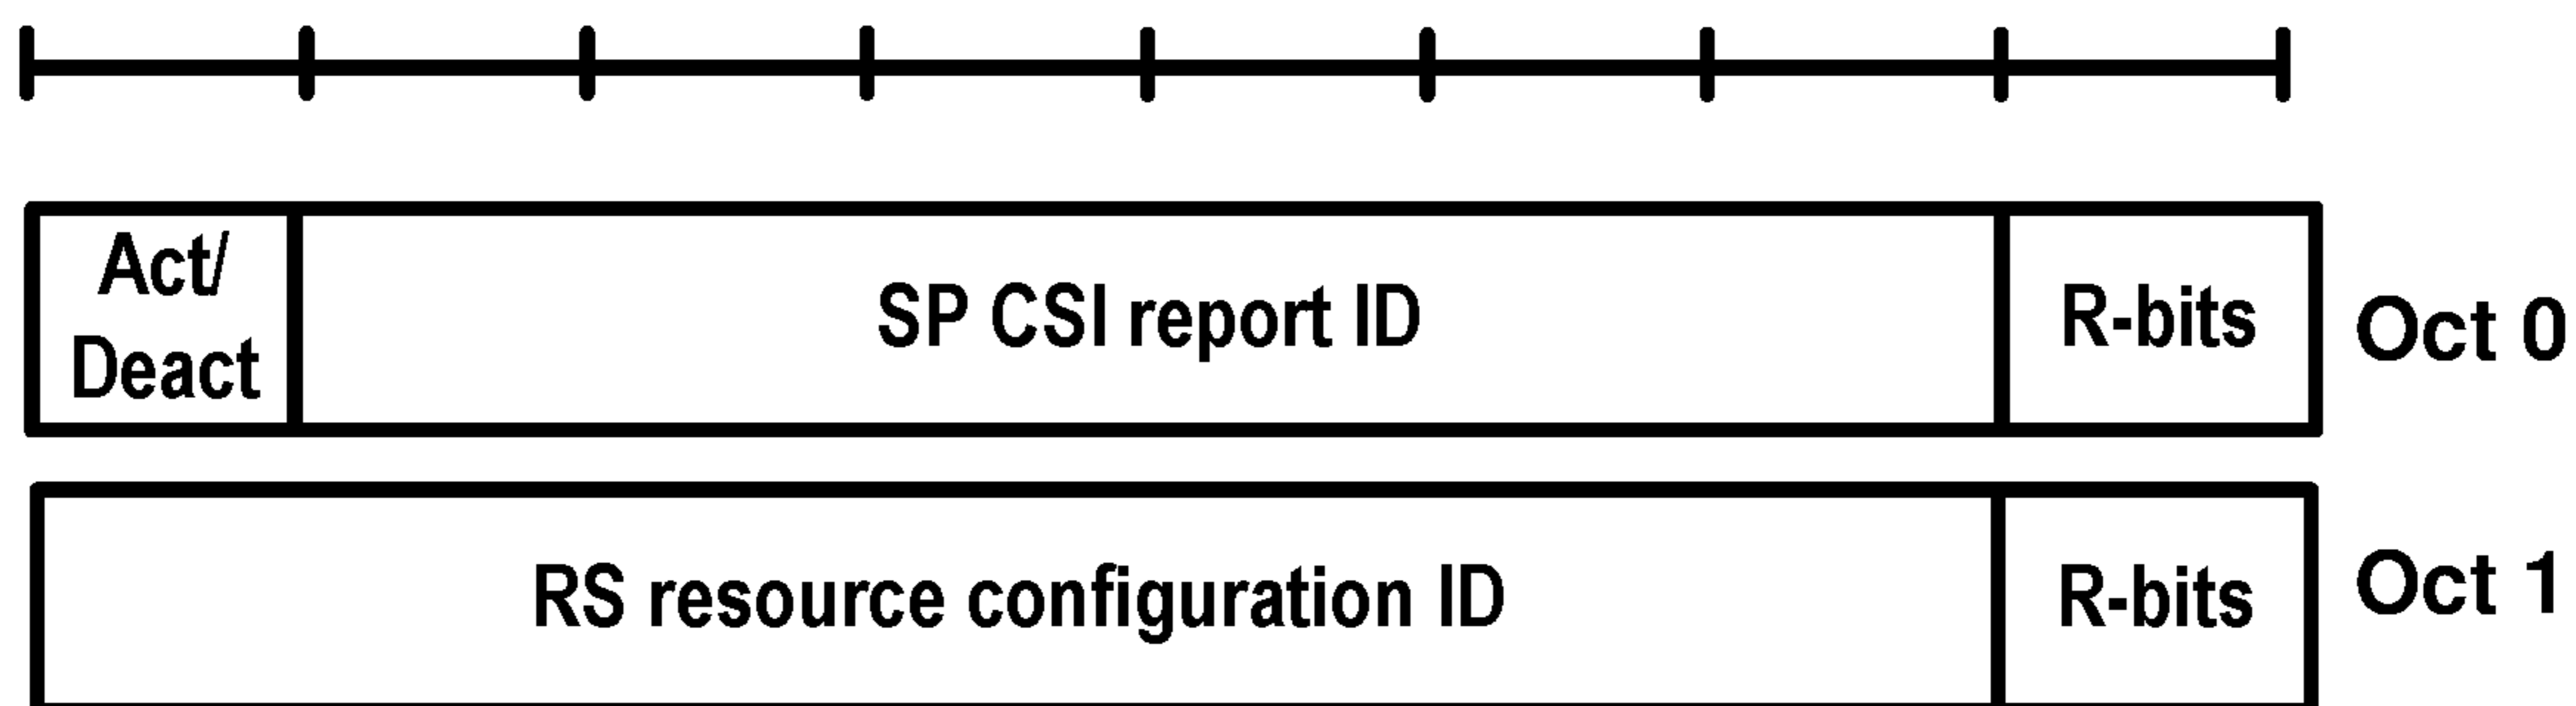 Act/
Deact
SP CSI report ID
R-bits
Oct 0
RS resource configuration ID
R-bits
Oct 1